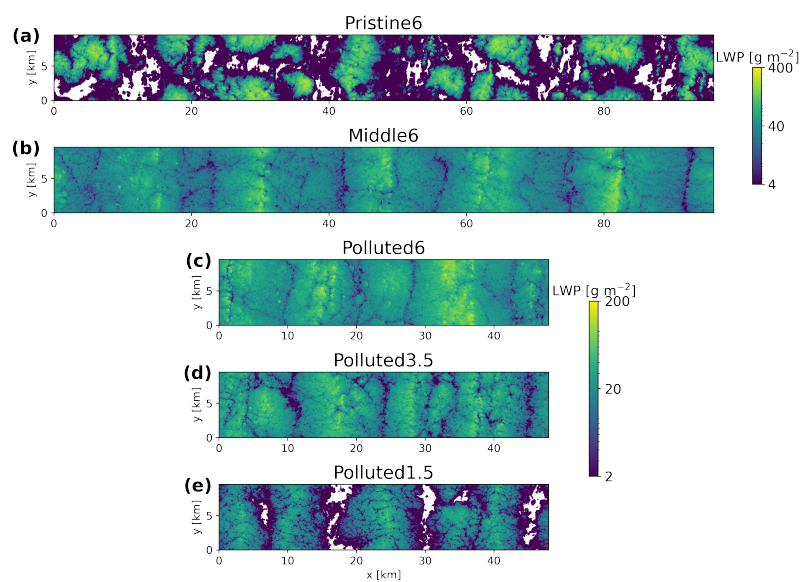 Pristine6
(a)
y [km]
5
0
0 20 40 60 80
LWP [g m⁻²]
400
40
4
Middle6
(b)
y [km]
5
0
0 20 40 60 80
Polluted6
(c)
y [km]
5
0
0 10 20 30 40
LWP [g m⁻²]
200
20
2
Polluted3.5
(d)
y [km]
5
0
0 10 20 30 40
Polluted1.5
(e)
y [km]
5
0
0 10 20 30 40
x [km]